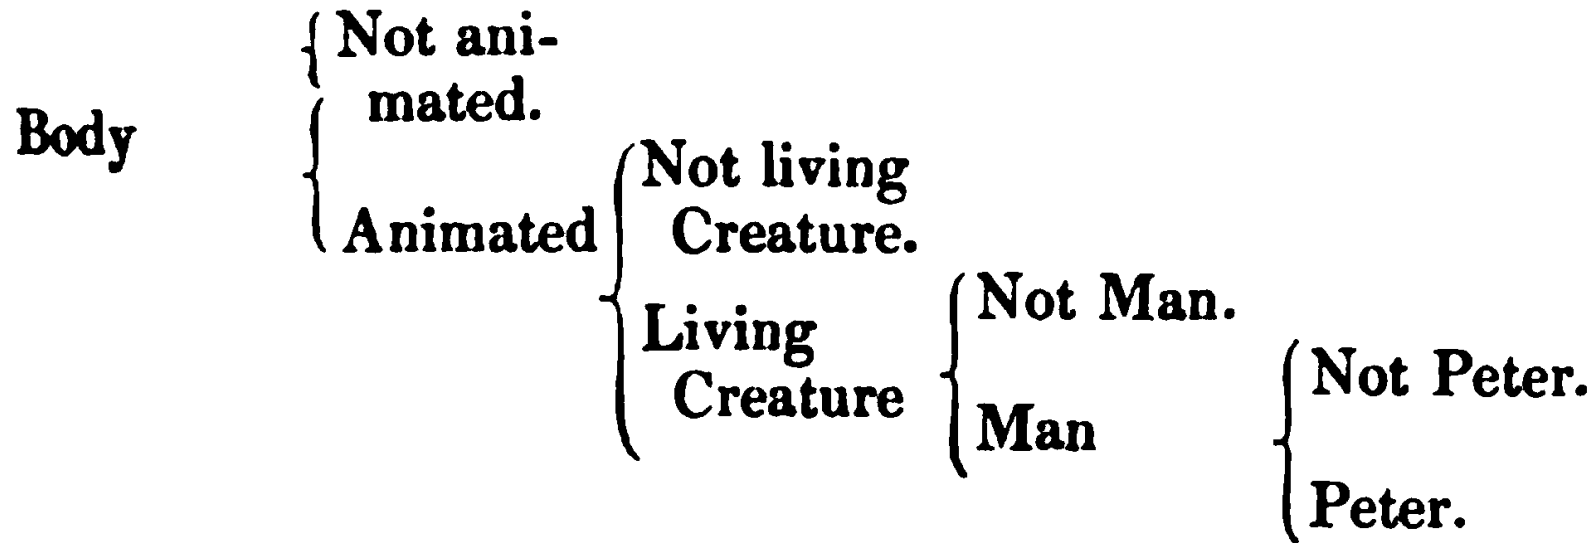 Not ani-
mated.
Body
Animated
Not living
Creature.
Living
Creature
Not Man.
Man
Not Peter.
Peter.